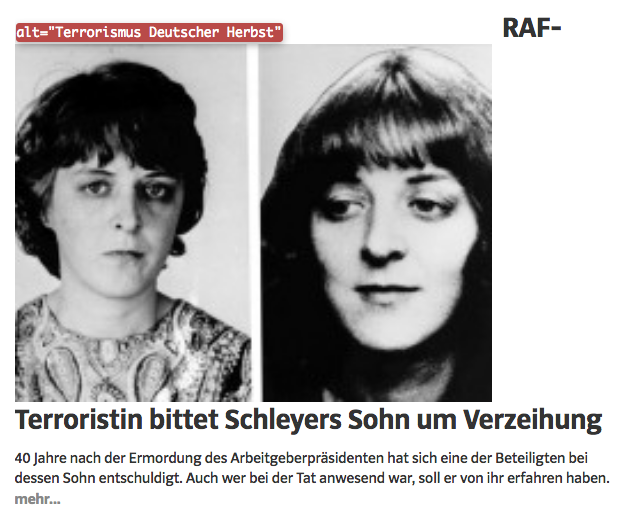 alt="Terrorismus Deutscher Herbst"
RAF-
Terroristin bittet Schleyers Sohn um Verzeihung
40 Jahre nach der Ermordung des Arbeitgeberpräsidenten hat sich eine der Beteiligten bei
dessen Sohn entschuldigt. Auch wer bei der Tat anwesend war, soll er von ihr erfahren haben.
mehr...